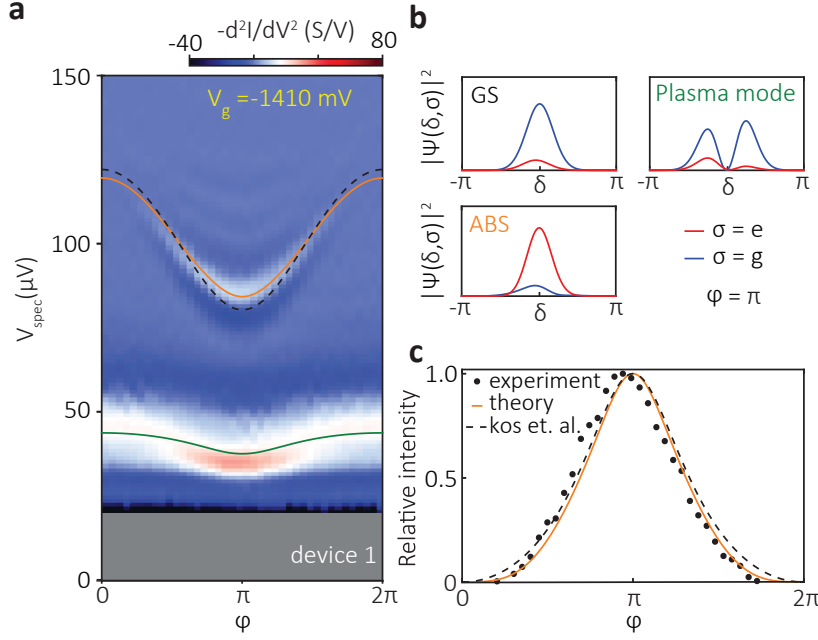 a
-d²I/dV² (S/V)
-40
80
150
100
50
0
V_spec(μV)
V_g =-1410 mV
device 1
0
π
2π
φ
b
GS
|Ψ(δ,σ)|²
-π
δ
π
Plasma mode
-π
δ
π
ABS
|Ψ(δ,σ)|²
-π
δ
π
σ = e
σ = g
φ = π
c
Relative intensity
1.0
0.5
0
experiment
theory
kos et. al.
0
π
2π
φ